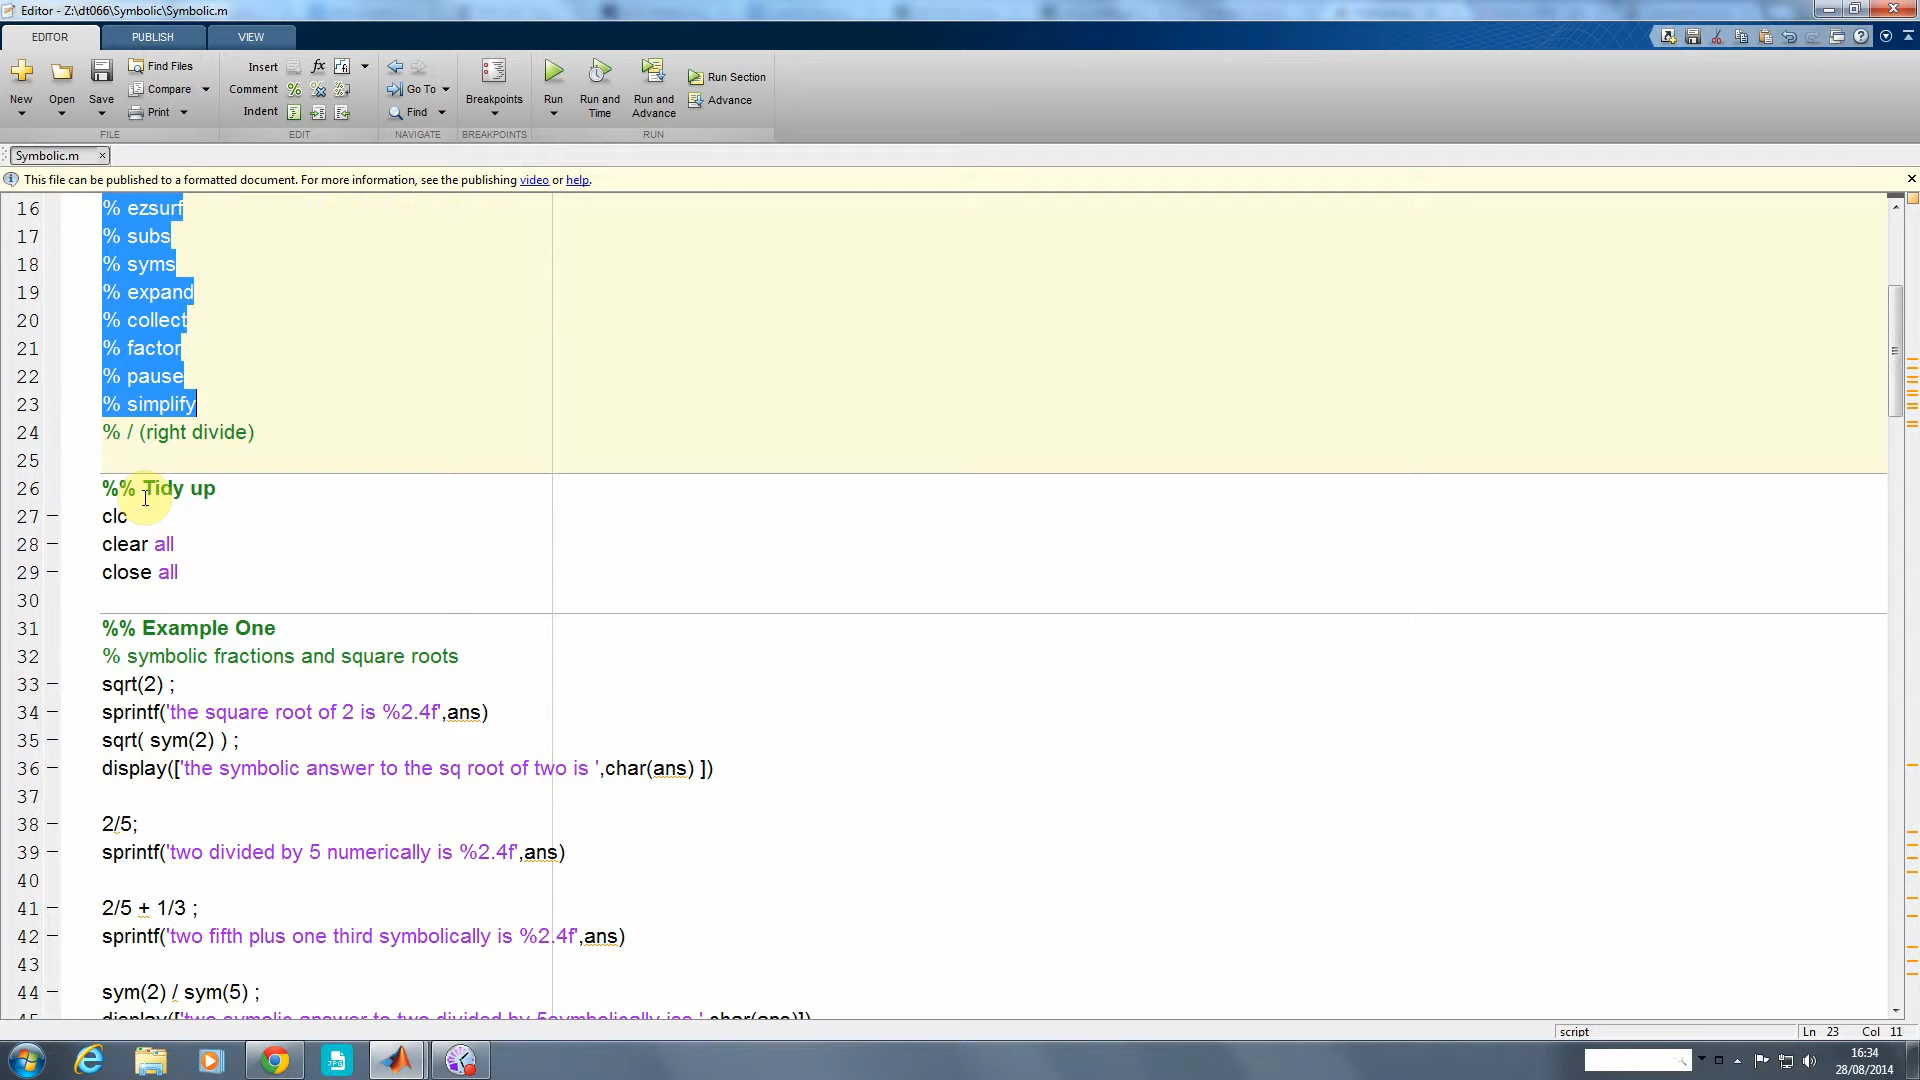 Editor - Z:\dt066\Symbolic\Symbolic.m
EDITOR PUBLISH VIEW
New Open Save Find Files Compare Print
FILE
Insert fx
Comment
Indent
EDIT
Go To
Find
NAVIGATE
Breakpoints
BREAKPOINTS
Run Run and Time Run and Advance Run Section Advance
RUN
Symbolic.m
This file can be published to a formatted document. For more information, see the publishing video or help.
16 % ezsurf
17 % subs
18 % syms
19 % expand
20 % collect
21 % factor
22 % pause
23 % simplify
24 % / (right divide)
25
26 %% Tidy up
27 – clc
28 – clear all
29 – close all
30
31 %% Example One
32 % symbolic fractions and square roots
33 – sqrt(2) ;
34 – sprintf('the square root of 2 is %2.4f',ans)
35 – sqrt( sym(2) ) ;
36 – display(['the symbolic answer to the sq root of two is ',char(ans) ])
37
38 – 2/5;
39 – sprintf('two divided by 5 numerically is %2.4f',ans)
40
41 – 2/5 + 1/3 ;
42 – sprintf('two fifth plus one third symbolically is %2.4f',ans)
43
44 – sym(2) / sym(5) ;
script Ln 23 Col 11
16:34
28/08/2014